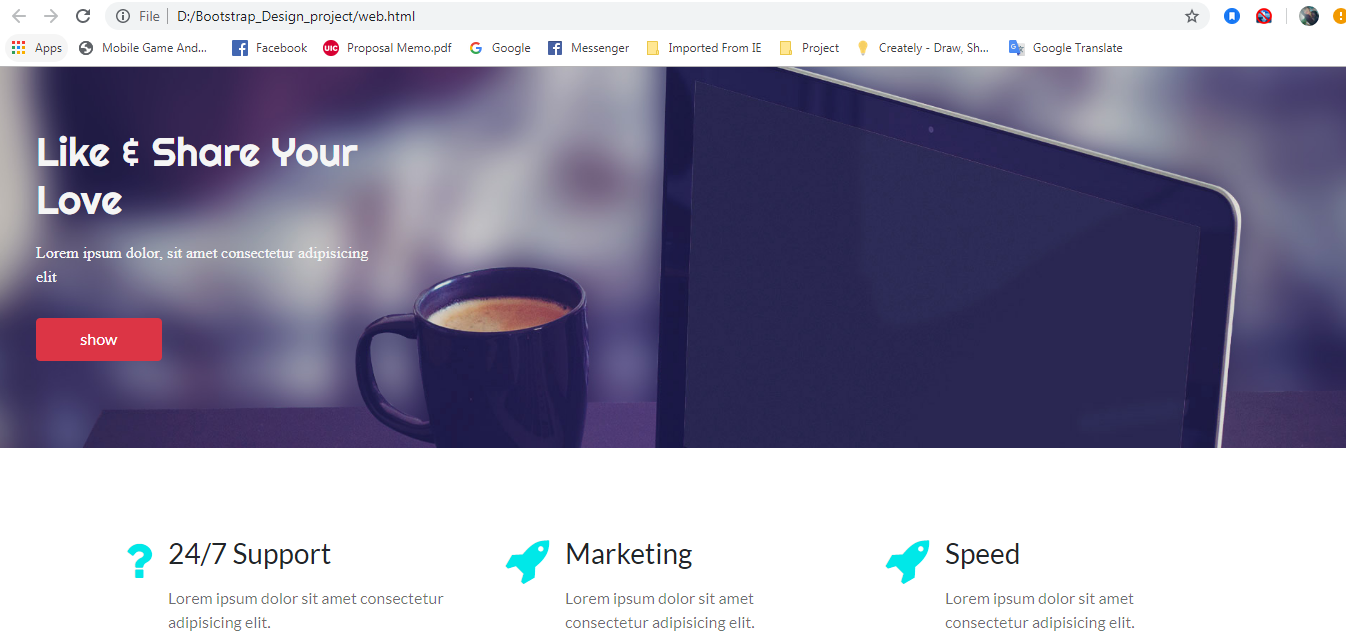 File D:/Bootstrap_Design_project/web.html
Apps Mobile Game And... Facebook UIC Proposal Memo.pdf Google Messenger Imported From IE Project Creately - Draw, Sh... Google Translate
Like & Share Your
Love
Lorem ipsum dolor, sit amet consectetur adipisicing
elit
show
24/7 Support
Lorem ipsum dolor sit amet consectetur
adipisicing elit.
Marketing
Lorem ipsum dolor sit amet
consectetur adipisicing elit.
Speed
Lorem ipsum dolor sit amet
consectetur adipisicing elit.